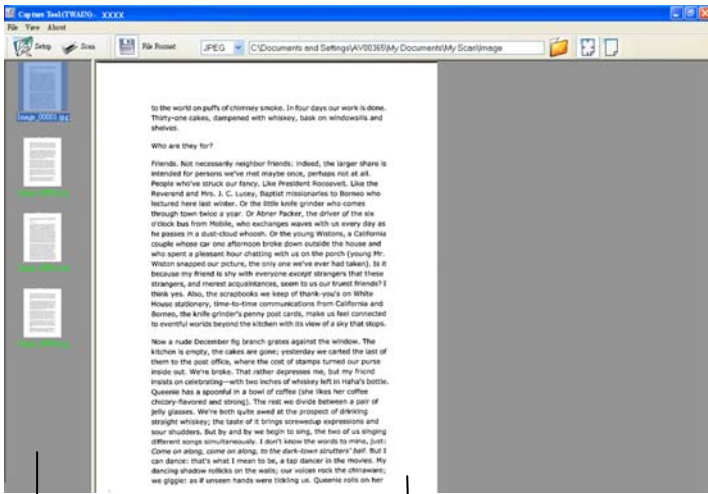 Capture Tool (TWAIN) - XXXX
File View About
Setup Scan File Format JPEG C:\Documents and Settings\AV00365\My Documents\My Scan\Image
Image_00001.jpg
to the world on puffs of chimney smoke. In four days our work is done.
Thirty-one cakes, dampened with whiskey, bask on windowsills and
shelves.
Who are they for?
Friends. Not necessarily neighbor friends: indeed, the larger share is
intended for persons we've met maybe once, perhaps not at all.
People who've struck our fancy. Like President Roosevelt. Like the
Reverend and Mrs. J. C. Lucey, Baptist missionaries to Borneo who
lectured here last winter. Or the little knife grinder who comes
through town twice a year. Or Abner Packer, the driver of the six
o'clock bus from Mobile, who exchanges waves with us every day as
he passes in a dust-cloud whoosh. Or the young Wistons, a California
couple whose car one afternoon broke down outside the house and
who spent a pleasant hour chatting with us on the porch (young Mr.
Wiston snapped our picture, the only one we've ever had taken). Is it
because my friend is shy with everyone except strangers that these
strangers, and merest acquaintances, seem to us our truest friends? I
think yes. Also, the scrapbooks we keep of thank-you's on White
House stationery, time-to-time communications from California and
Borneo, the knife grinder's penny post cards, make us feel connected
to eventful worlds beyond the kitchen with its view of a sky that stops.
Now a nude December fig branch grates against the window. The
kitchen is empty, the cakes are gone; yesterday we carted the last of
them to the post office, where the cost of stamps turned our purse
inside out. We're broke. That rather depresses me, but my friend
insists on celebrating—with two inches of whiskey left in Haha's bottle.
Queenie has a spoonful in a bowl of coffee (she likes her coffee
chicory-flavored and strong). The rest we divide between a pair of
jelly glasses. We're both quite awed at the prospect of drinking
straight whiskey; the taste of it brings screwedup expressions and
sour shudders. But by and by we begin to sing, the two of us singing
different songs simultaneously. I don't know the words to mine, just:
Come on along, come on along, to the dark-town strutters' ball. But I
can dance: that's what I mean to be, a tap dancer in the movies. My
dancing shadow rollicks on the walls; our voices rock the chinaware;
we giggle: as if unseen hands were tickling us. Queenie rolls on her